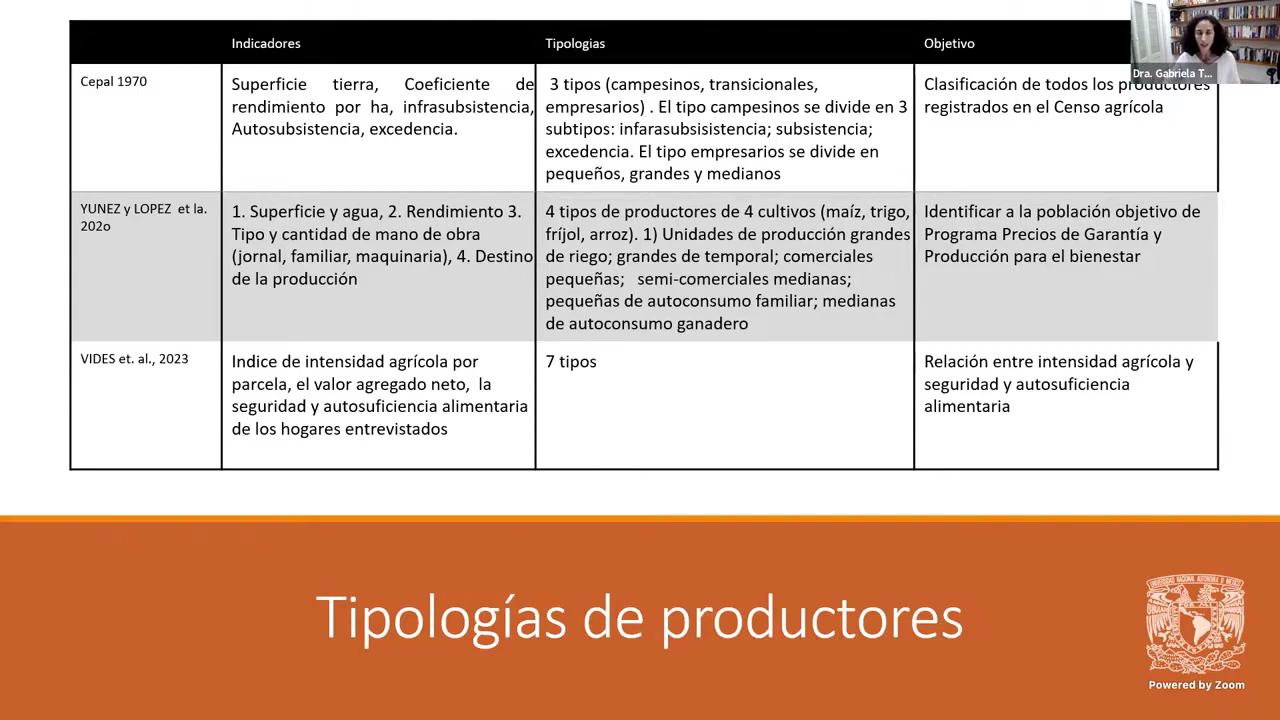 Indicadores
Tipologias
Objetivo
Cepal 1970
Superficie tierra, Coeficiente de
rendimiento por ha, infrasubsistencia,
Autosubsistencia, excedencia.
3 tipos (campesinos, transicionales,
empresarios) . El tipo campesinos se divide en 3
subtipos: infarasubsisistencia; subsistencia;
excedencia. El tipo empresarios se divide en
pequeños, grandes y medianos
Clasificación de todos los productores
registrados en el Censo agrícola
YUNEZ y LOPEZ et la.
202o
1. Superficie y agua, 2. Rendimiento 3.
Tipo y cantidad de mano de obra
(jornal, familiar, maquinaria), 4. Destino
de la producción
4 tipos de productores de 4 cultivos (maíz, trigo,
fríjol, arroz). 1) Unidades de producción grandes
de riego; grandes de temporal; comerciales
pequeñas; semi-comerciales medianas;
pequeñas de autoconsumo familiar; medianas
de autoconsumo ganadero
Identificar a la población objetivo de
Programa Precios de Garantía y
Producción para el bienestar
VIDES et. al., 2023
Indice de intensidad agrícola por
parcela, el valor agregado neto, la
seguridad y autosuficiencia alimentaria
de los hogares entrevistados
7 tipos
Relación entre intensidad agrícola y
seguridad y autosuficiencia
alimentaria
Dra. Gabriela T...
Tipologías de productores
UNIVERSIDAD NACIONAL AUTONOMA DE MEXICO
Powered by Zoom